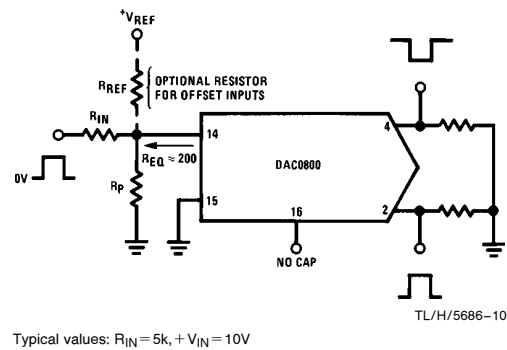 +VREF
RREF
OPTIONAL RESISTOR
FOR OFFSET INPUTS
RIN
14
4
REQ ≈ 200
DAC0800
0V
RP
15
16
2
NO CAP
TL/H/5686–10
Typical values: RIN = 5k, +VIN = 10V